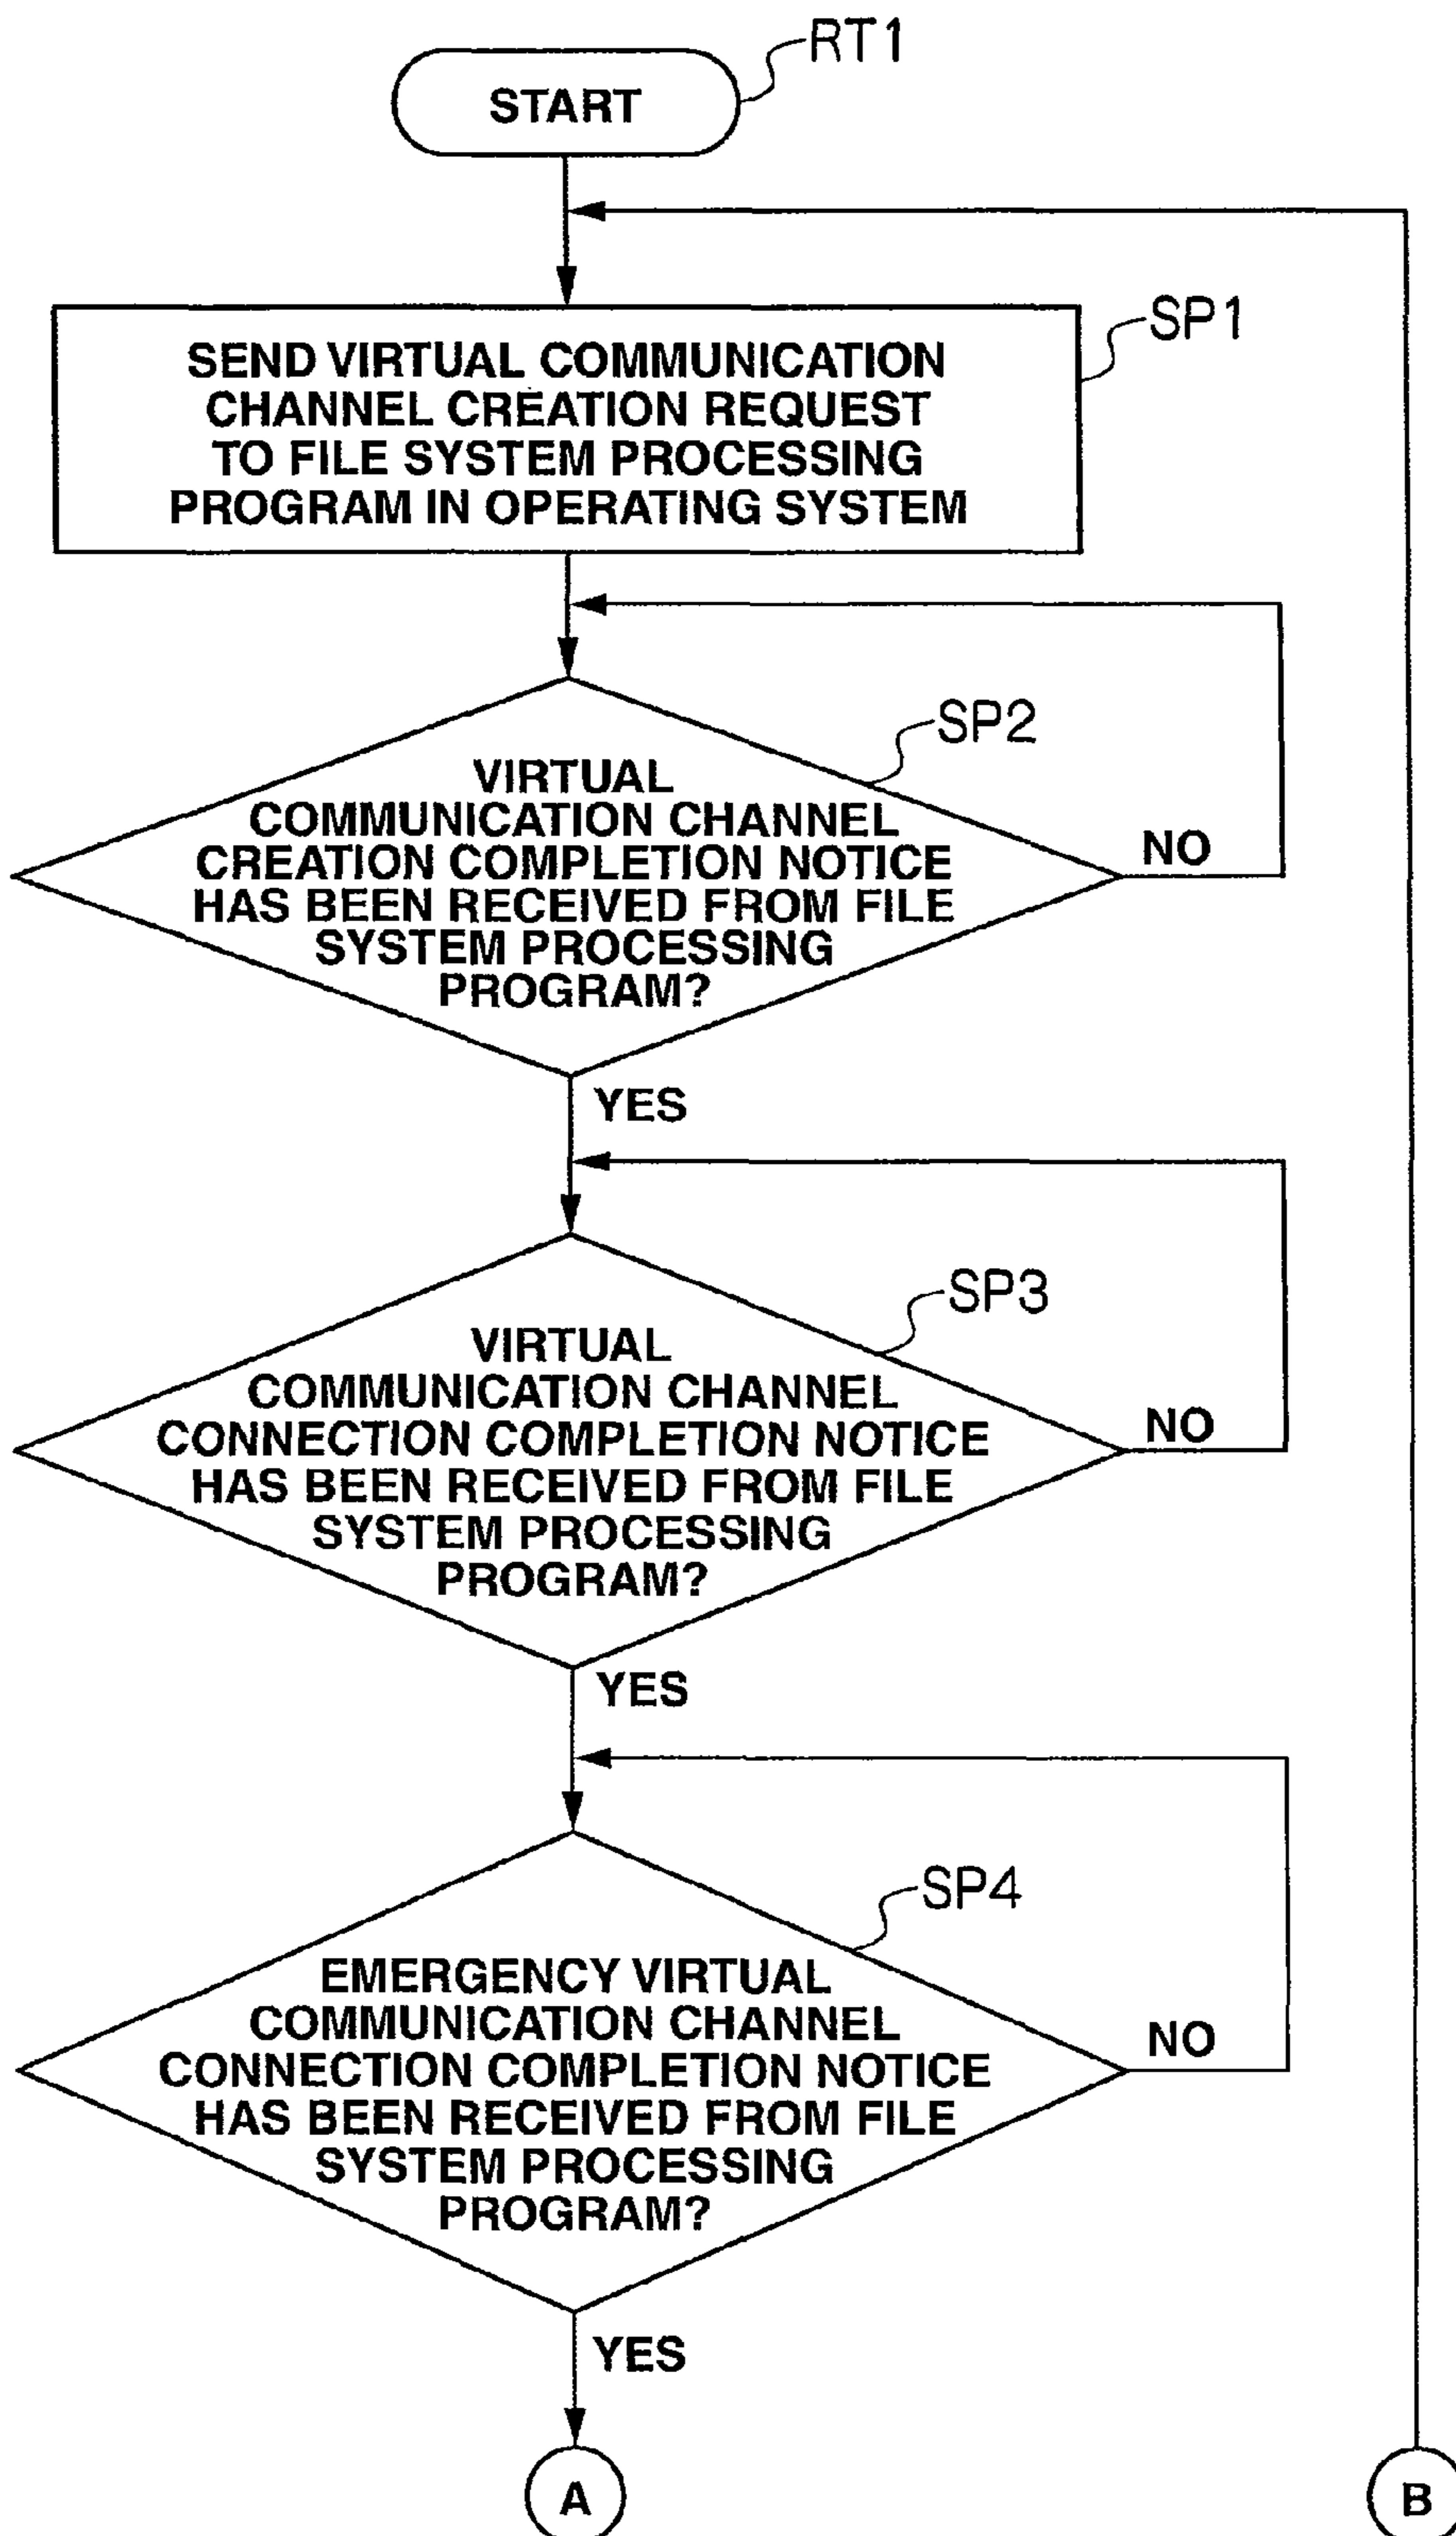 RT1
START
SP1
SEND VIRTUAL COMMUNICATION
CHANNEL CREATION REQUEST
TO FILE SYSTEM PROCESSING
PROGRAM IN OPERATING SYSTEM
SP2
VIRTUAL
COMMUNICATION CHANNEL
CREATION COMPLETION NOTICE
HAS BEEN RECEIVED FROM FILE
SYSTEM PROCESSING
PROGRAM?
NO
YES
SP3
VIRTUAL
COMMUNICATION CHANNEL
CONNECTION COMPLETION NOTICE
HAS BEEN RECEIVED FROM FILE
SYSTEM PROCESSING
PROGRAM?
NO
YES
SP4
EMERGENCY VIRTUAL
COMMUNICATION CHANNEL
CONNECTION COMPLETION NOTICE
HAS BEEN RECEIVED FROM FILE
SYSTEM PROCESSING
PROGRAM?
NO
YES
A
B